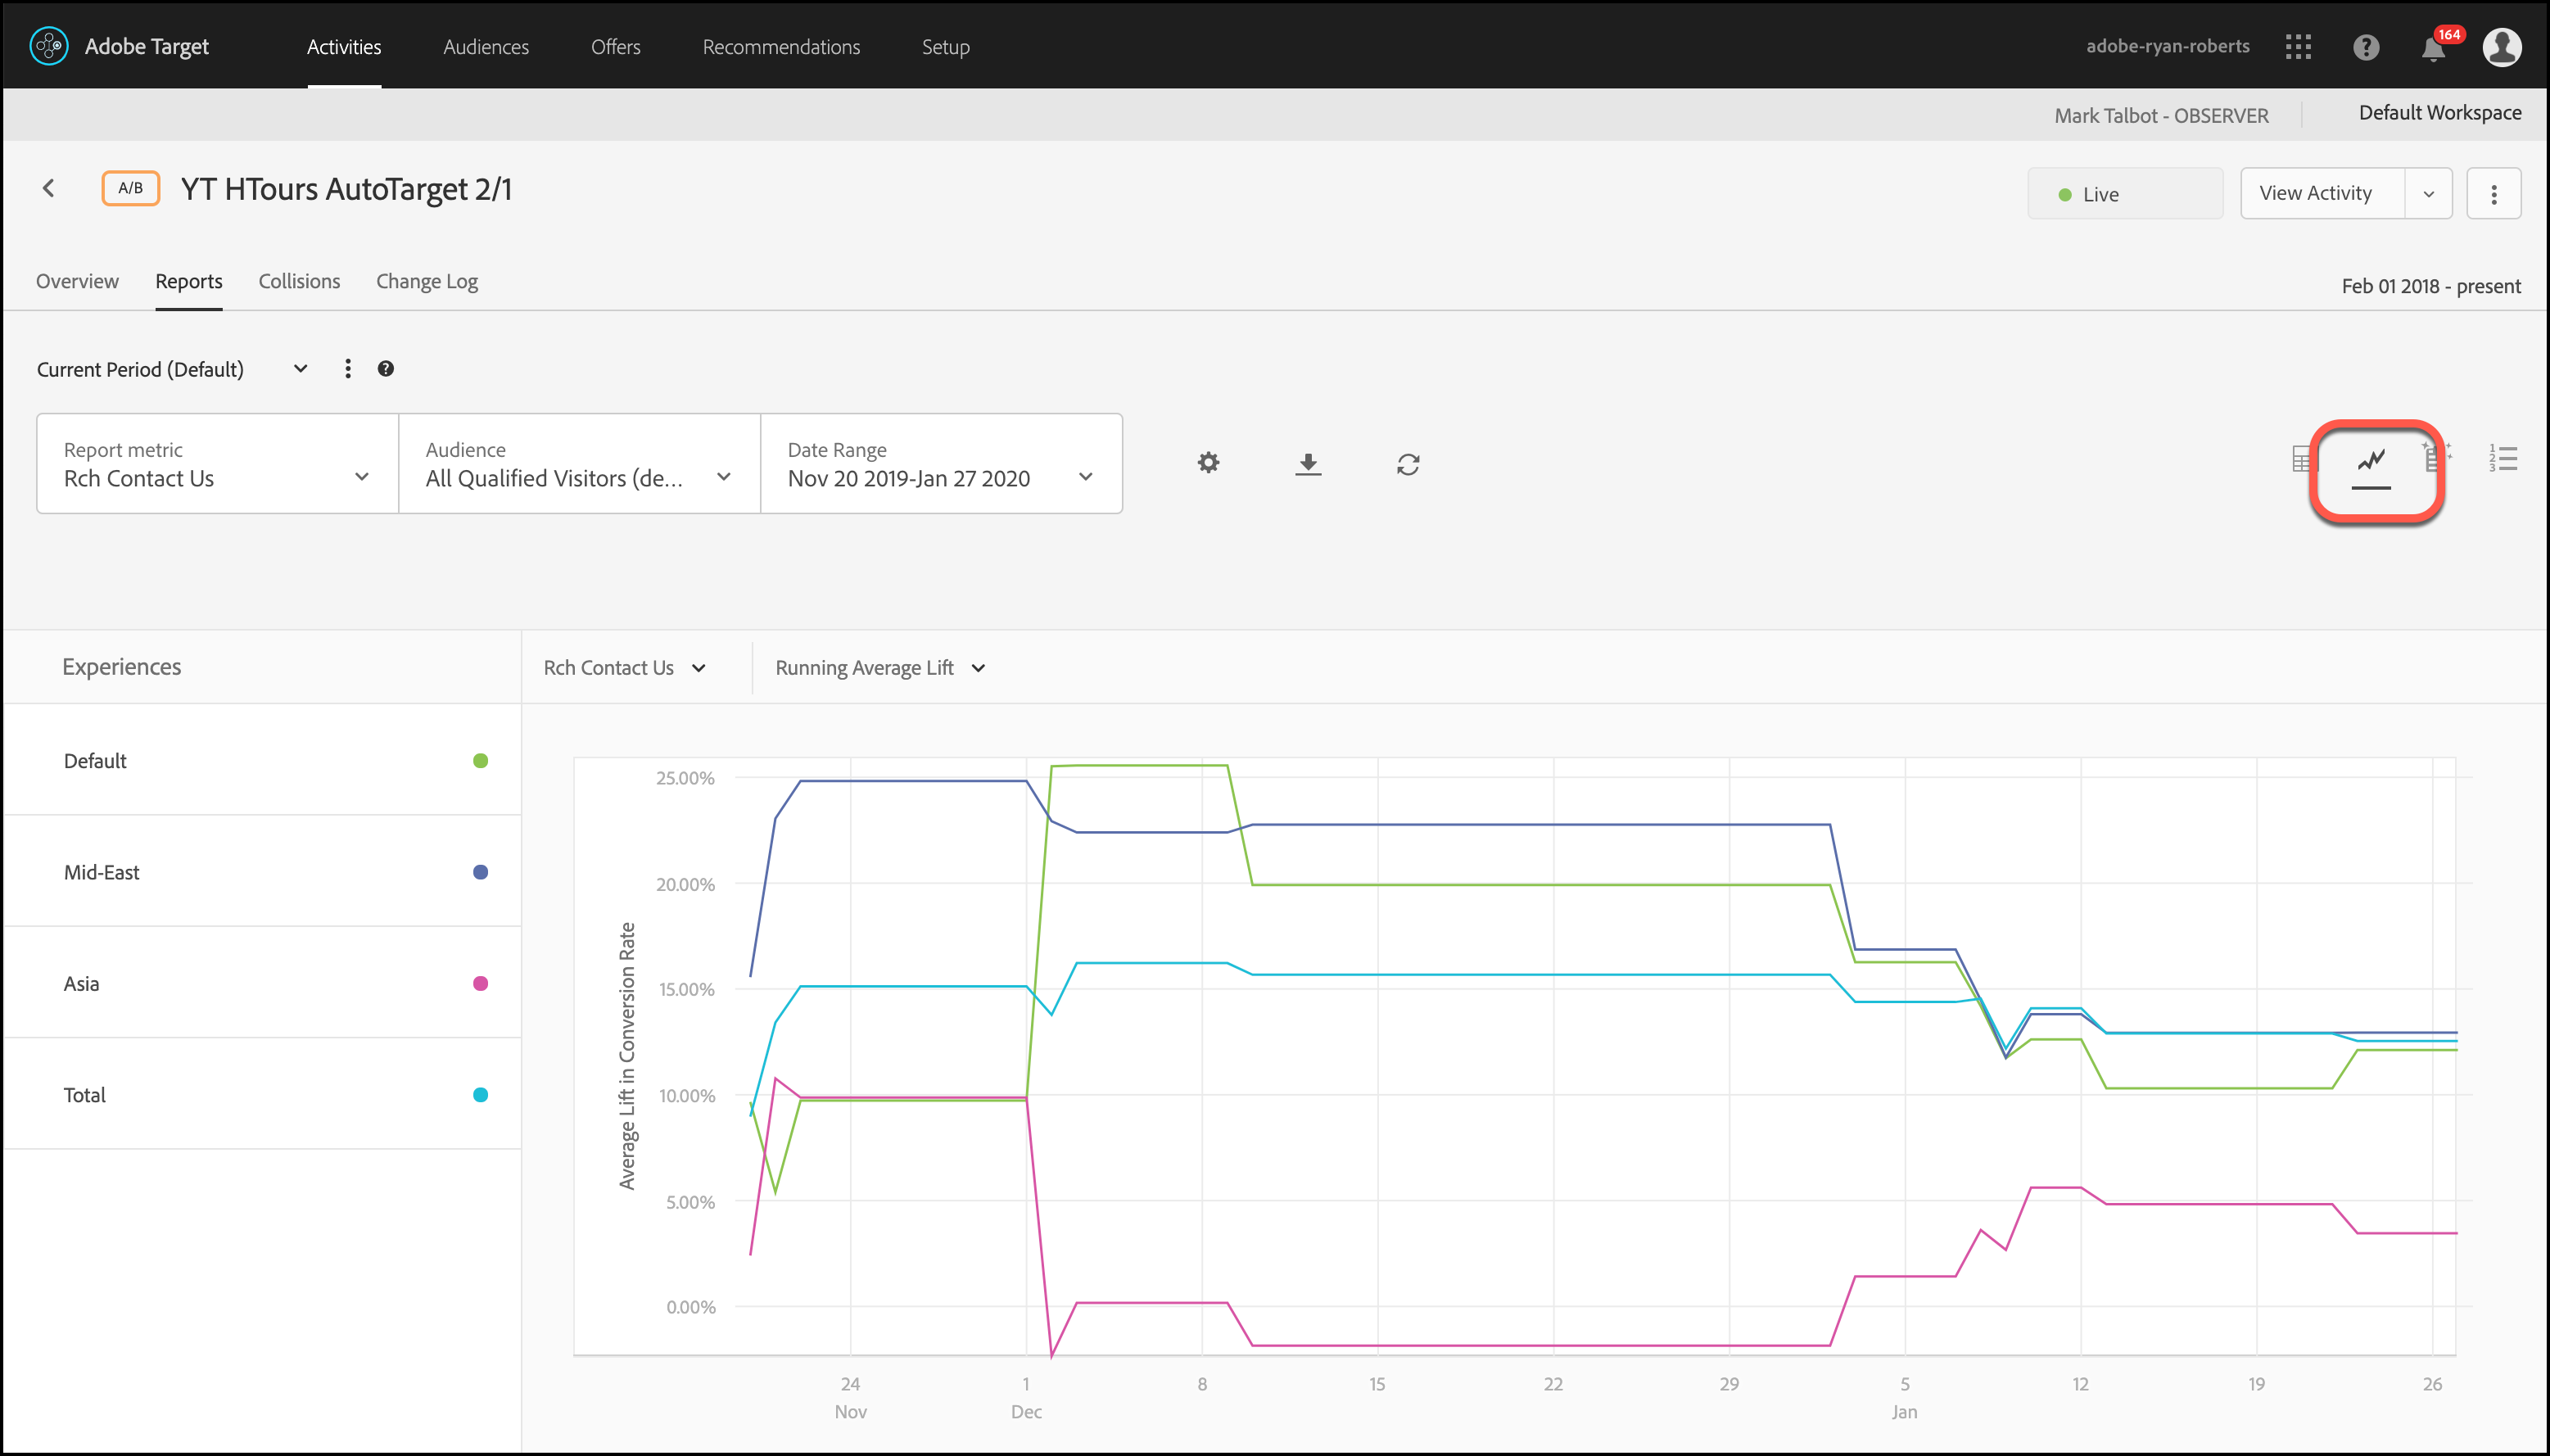 Adobe Target
Activities
Audiences
Offers
Recommendations
Setup
adobe-ryan-roberts
164
Mark Talbot - OBSERVER
Default Workspace
A/B
YT HTours AutoTarget 2/1
Live
View Activity
Overview
Reports
Collisions
Change Log
Feb 01 2018 - present
Current Period (Default)
Report metric
Rch Contact Us
Audience
All Qualified Visitors (de...
Date Range
Nov 20 2019-Jan 27 2020
1
2
3
Experiences
Rch Contact Us
Running Average Lift
Default
Mid-East
Asia
Total
Average Lift in Conversion Rate
25.00%
20.00%
15.00%
10.00%
5.00%
0.00%
24
Nov
1
Dec
8
15
22
29
5
Jan
12
19
26